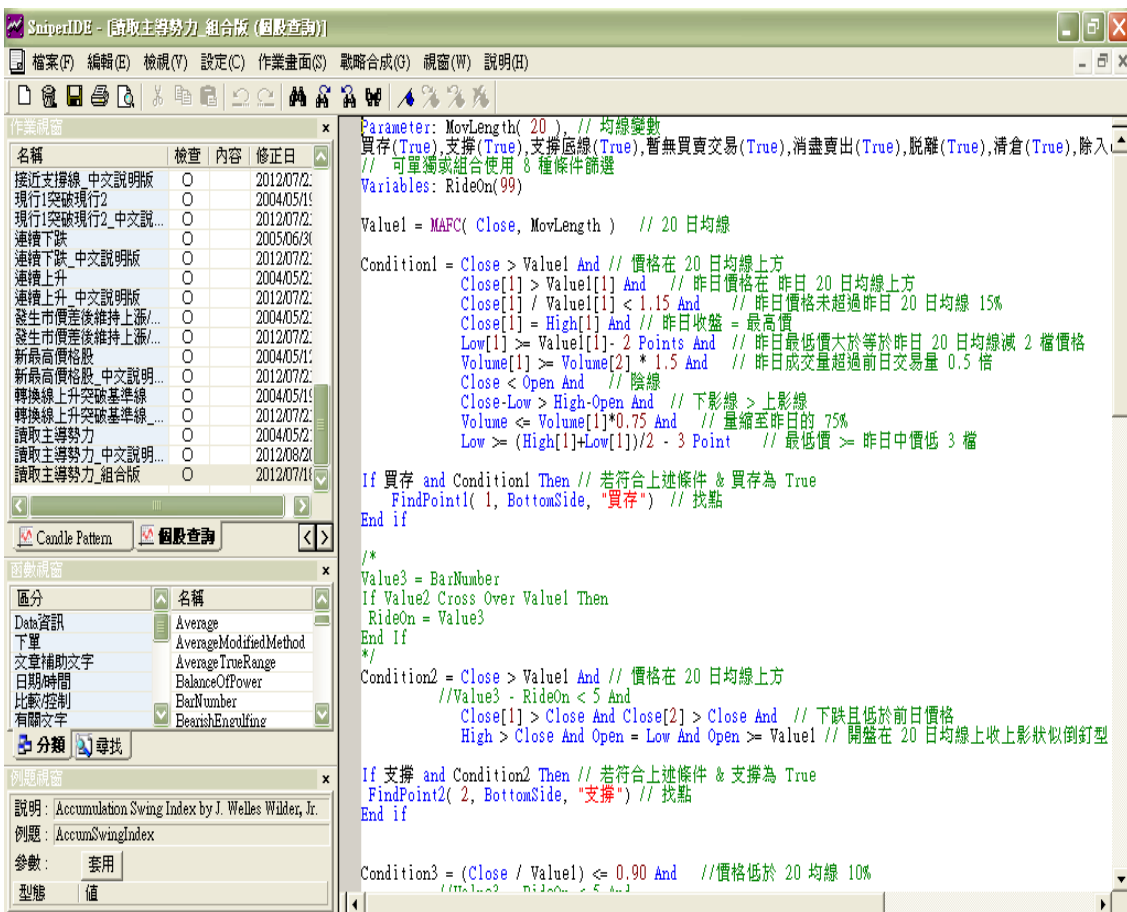 SniperIDE - [讀取主導勢力_組合版 (個股查詢)]
檔案(F) 編輯(E) 檢視(V) 設定(C) 作業畫面(S) 戰略合成(G) 視窗(W) 說明(H)
作業視窗
名稱 檢查 內容 修正日
接近支撐線_中文說明版 O 2012/07/2
現行1突破現行2 O 2004/05/19
現行1突破現行2_中文說... O 2012/07/2
連續下跌 O 2005/06/30
連續下跌_中文說明版 O 2012/07/2
連續上升 O 2004/05/2
連續上升_中文說明版 O 2012/07/2
發生市價差後維持上漲/... O 2004/05/2
發生市價差後維持上漲/... O 2012/07/2
新最高價格股 O 2004/05/12
新最高價格股_中文說明... O 2012/07/2
轉換線上升突破基準線 O 2004/05/19
轉換線上升突破基準線_... O 2012/07/2
讀取主導勢力 O 2004/05/2
讀取主導勢力_中文說明... O 2012/08/20
讀取主導勢力_組合版 O 2012/07/18
Candle Pattern 個股查詢
函數視窗
區分 名稱
Data資訊 Average
下單 AverageModifiedMethod
文章補助文字 AverageTrueRange
日期/時間 BalanceOfPower
比較/控制 BarNumber
有關文字 BearishEngulfing
分類 尋找
例題視窗
說明 : Accumulation Swing Index by J. Welles Wilder, Jr.
例題 : AccumSwingIndex
參數 : 套用
型態 值
Parameter: MovLength( 20 ), // 均線變數
買存(True),支撐(True),支撐底線(True),暫無買賣交易(True),消盡賣出(True),脫離(True),清倉(True),除入
// 可單獨或組合使用 8 種條件篩選
Variables: RideOn(99)
Value1 = MAFC( Close, MovLength ) // 20 日均線
Condition1 = Close > Value1 And // 價格在 20 日均線上方
Close[1] > Value1[1] And // 昨日價格在 昨日 20 日均線上方
Close[1] / Value1[1] < 1.15 And // 昨日價格未超過昨日 20 日均線 15%
Close[1] = High[1] And // 昨日收盤 = 最高價
Low[1] >= Value1[1]- 2 Points And // 昨日最低價大於等於昨日 20 日均線減 2 檔價格
Volume[1] >= Volume[2] * 1.5 And // 昨日成交量超過前日交易量 0.5 倍
Close < Open And // 陰線
Close-Low > High-Open And // 下影線 > 上影線
Volume <= Volume[1]*0.75 And // 量縮至昨日的 75%
Low >= (High[1]+Low[1])/2 - 3 Point // 最低價 >= 昨日中價低 3 檔
If 買存 and Condition1 Then // 若符合上述條件 & 買存為 True
FindPoint1( 1, BottomSide, "買存") // 找點
End if
/*
Value3 = BarNumber
If Value2 Cross Over Value1 Then
RideOn = Value3
End If
*/
Condition2 = Close > Value1 And // 價格在 20 日均線上方
//Value3 - RideOn < 5 And
Close[1] > Close And Close[2] > Close And // 下跌且低於前日價格
High > Close And Open = Low And Open >= Value1 // 開盤在 20 日均線上收上影狀似倒釘型
If 支撐 and Condition2 Then // 若符合上述條件 & 支撐為 True
FindPoint2( 2, BottomSide, "支撐") // 找點
End if
Condition3 = (Close / Value1) <= 0.90 And //價格低於 20 均線 10%
//Value3 - RideOn < 5 And